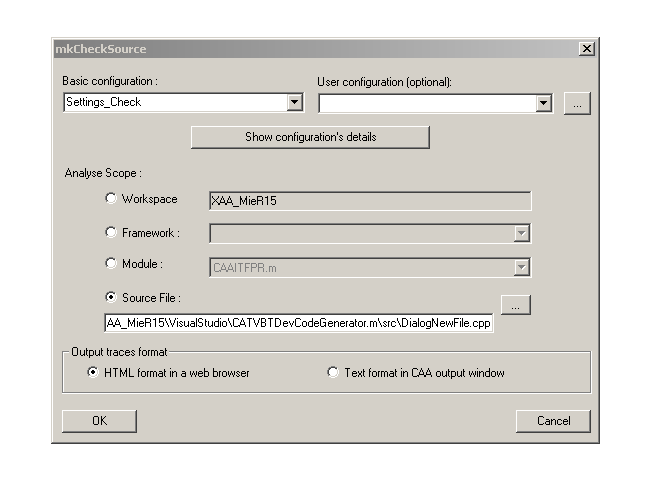 mkCheckSource
Basic configuration :
User configuration (optional):
Settings_Check
...
Show configuration's details
Analyse Scope :
Workspace
XAA_MieR15
Framework :
Module :
CAAITFPR.m
Source File :
...
AA_MieR15\VisualStudio\CATVBTDevCodeGenerator.m\src\DialogNewFile.cpp
Output traces format
HTML format in a web browser
Text format in CAA output window
OK
Cancel